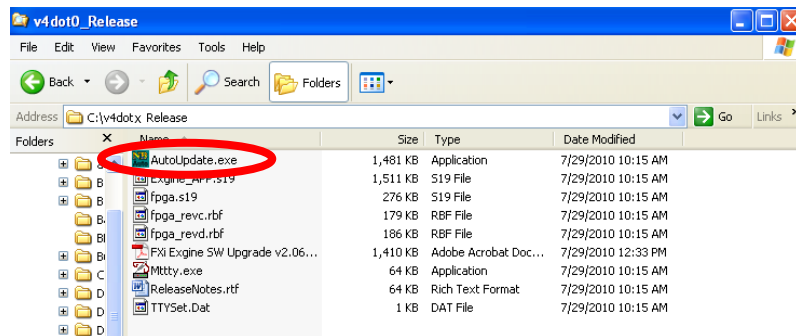 v4dot0_Release
File Edit View Favorites Tools Help
Back Search Folders
Address C:\v4dotx Release Go Links
Folders X Name Size Type Date Modified
AutoUpdate.exe 1,481 KB Application 7/29/2010 10:15 AM
Exgine_APP.s19 1,511 KB S19 File 7/29/2010 10:15 AM
B fpga.s19 276 KB S19 File 7/29/2010 10:15 AM
B fpga_revc.rbf 179 KB RBF File 7/29/2010 10:15 AM
B fpga_revd.rbf 186 KB RBF File 7/29/2010 10:15 AM
Bl FXi Exgine SW Upgrade v2.06... 1,410 KB Adobe Acrobat Doc... 7/29/2010 12:33 PM
C Mttty.exe 64 KB Application 7/29/2010 10:15 AM
D ReleaseNotes.rtf 64 KB Rich Text Format 7/29/2010 10:15 AM
D TTYSet.Dat 1 KB DAT File 7/29/2010 10:15 AM
D